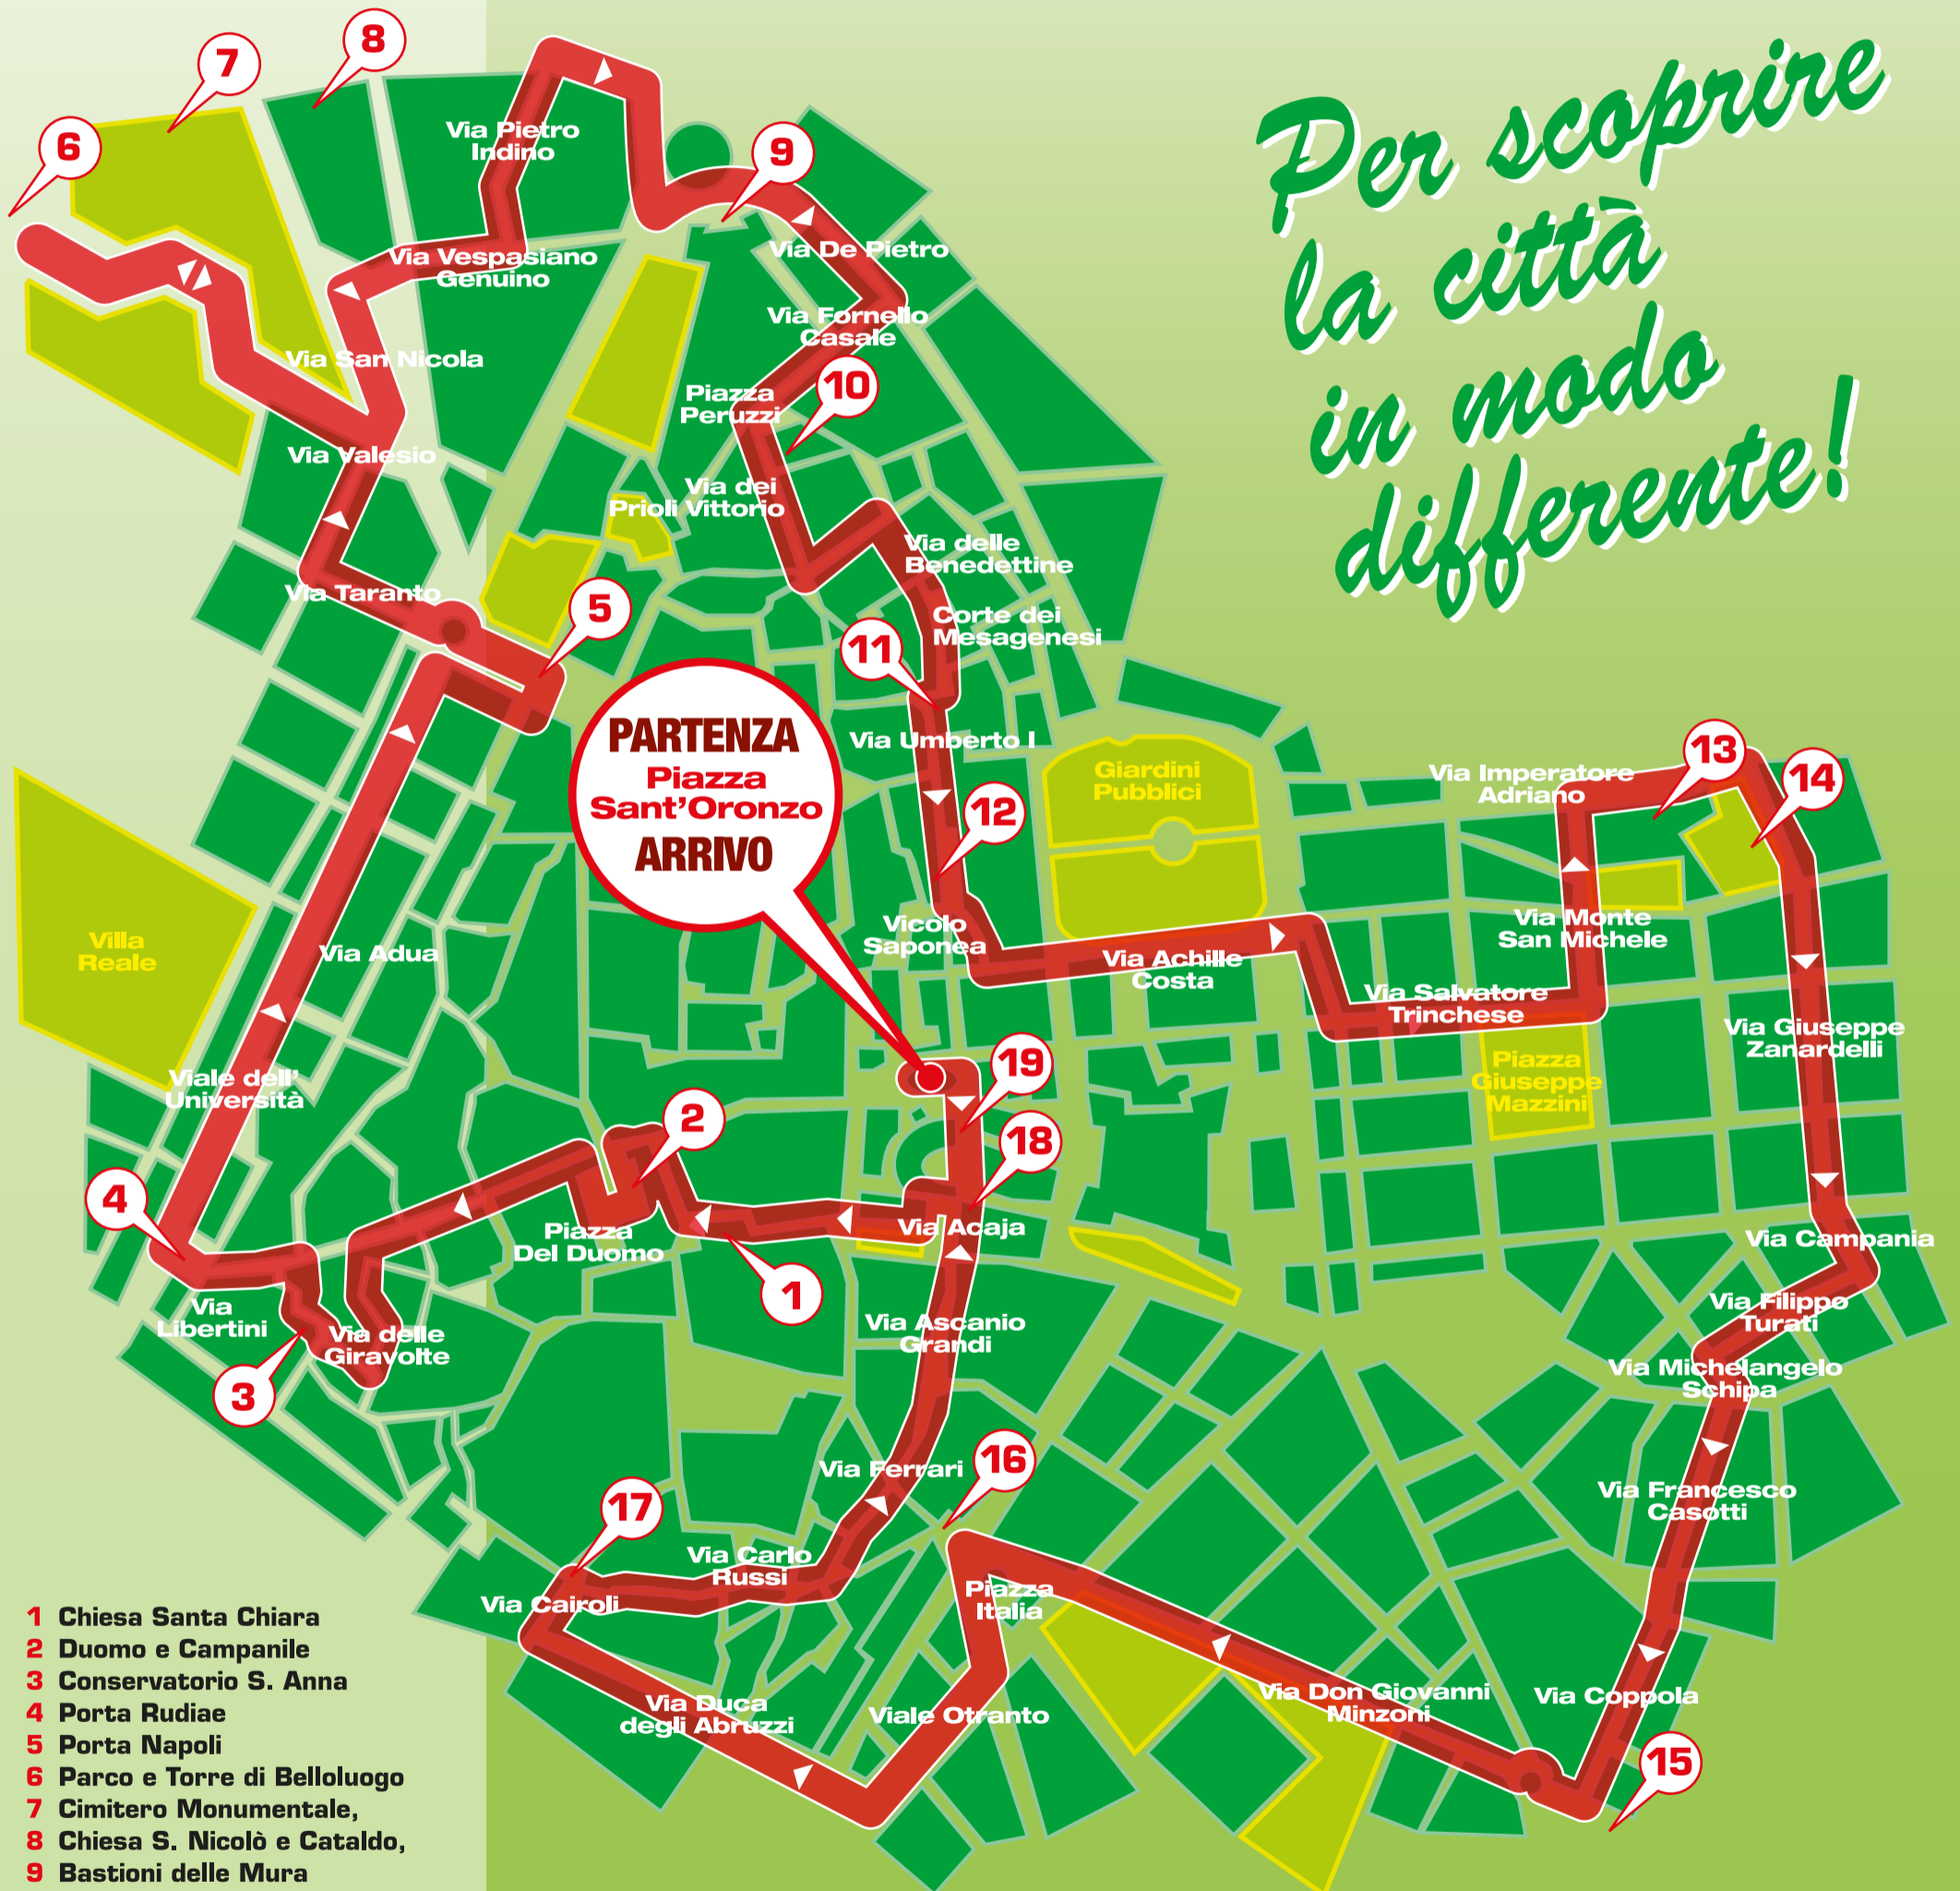 Per scoprire
la città
in modo
differente!
8
7
6
Via Pietro
Indino
9
Via De Pietro
Via Vespasiano
Genuino
Via Fornello
Casale
Via San Nicola
10
Piazza
Peruzzi
Via Valesio
Via dei
Prioli Vittorio
Via delle
Benedettine
Via Taranto
5
Corte dei
Mesagenesi
11
PARTENZA
Piazza
Sant'Oronzo
ARRIVO
Via Umberto I
Giardini
Pubblici
13
Via Imperatore
Adriano
14
12
Villa
Reale
Via Adua
Vicolo
Saponea
Via Monte
San Michele
Via Achille
Costa
Via Salvatore
Trinchese
Via Giuseppe
Zanardelli
Piazza
Giuseppe
Mazzini
19
Viale dell'
Università
2
18
4
Piazza
Del Duomo
Via Acaja
Via Campania
1
Via
Libertini
Via delle
Giravolte
Via Ascanio
Grandi
Via Filippo
Turati
3
Via Michelangelo
Schipa
Via Ferrari
16
17
Via Francesco
Casotti
Via Carlo
Russi
Via Cairoli
Piazza
Italia
Via Duca
degli Abruzzi
Viale Otranto
Via Don Giovanni
Minzoni
Via Coppola
15
1 Chiesa Santa Chiara
2 Duomo e Campanile
3 Conservatorio S. Anna
4 Porta Rudiae
5 Porta Napoli
6 Parco e Torre di Belloluogo
7 Cimitero Monumentale,
8 Chiesa S. Nicolò e Cataldo,
9 Bastioni delle Mura